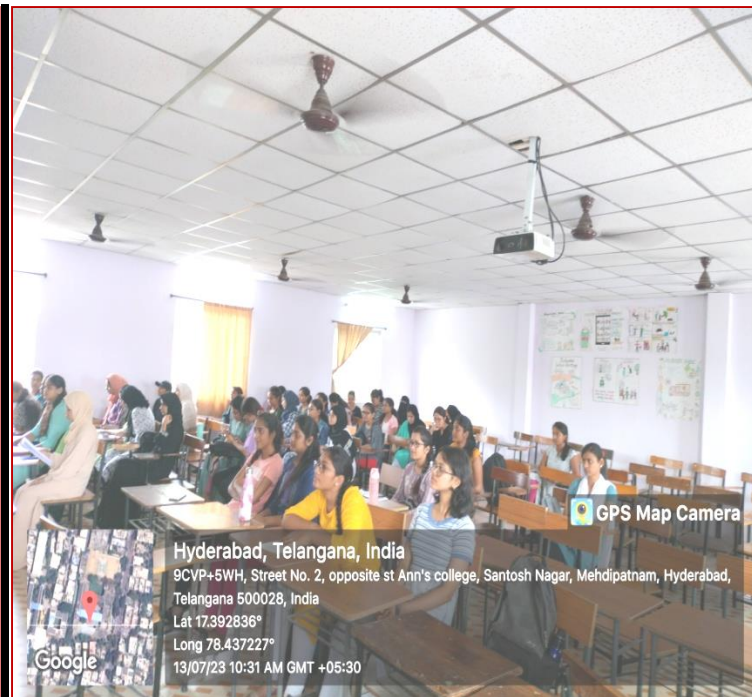 GPS Map Camera
Hyderabad, Telangana, India
9CVP+5WH, Street No. 2, opposite st Ann's college, Santosh Nagar, Mehdipatnam, Hyderabad,
Telangana 500028, India
Lat 17.392836°
Long 78.437227°
13/07/23 10:31 AM GMT +05:30
Google